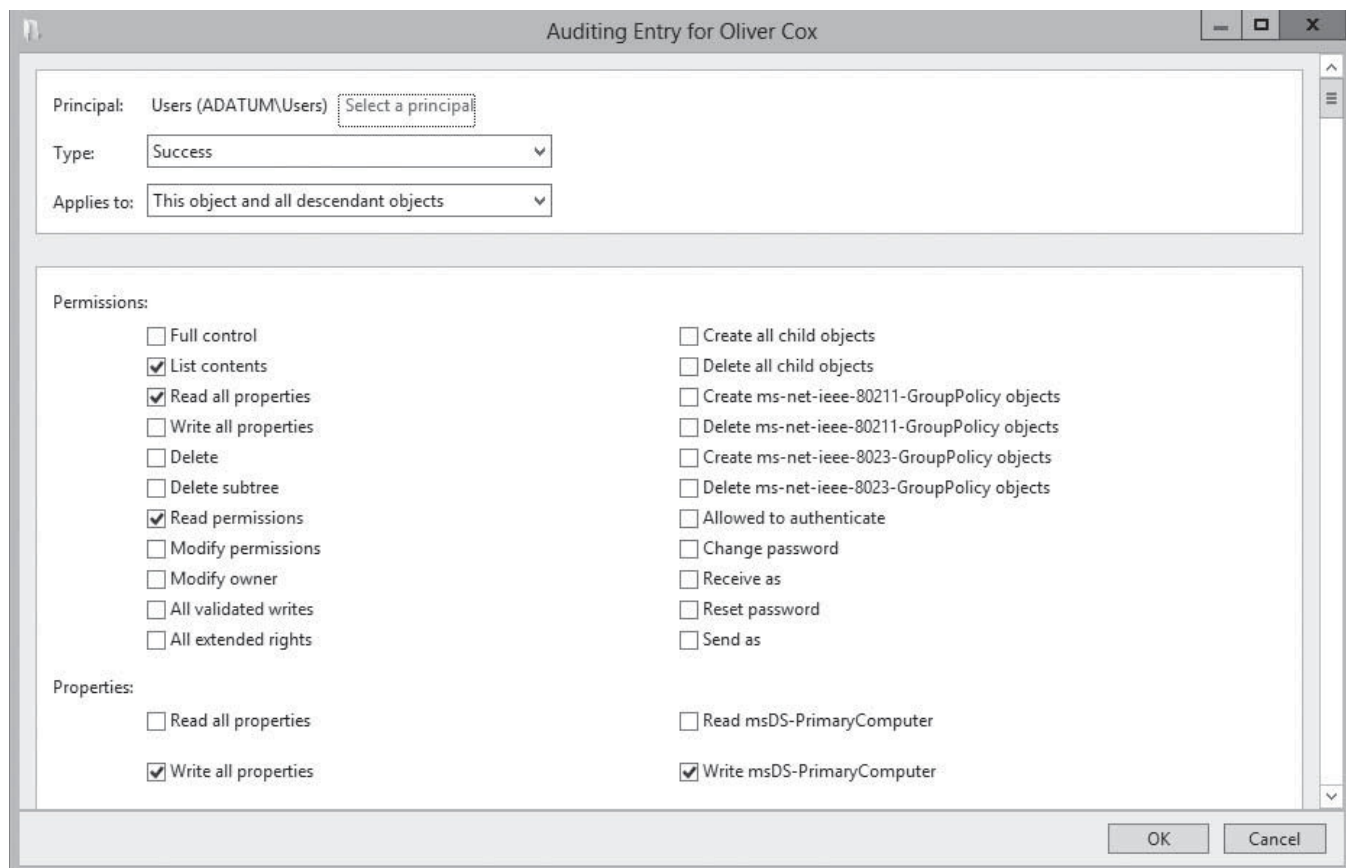 Auditing Entry for Oliver Cox
Principal: Users (ADATUM\Users) Select a principal
Type: Success
Applies to: This object and all descendant objects
Permissions:
Full control
List contents
Read all properties
Write all properties
Delete
Delete subtree
Read permissions
Modify permissions
Modify owner
All validated writes
All extended rights
Create all child objects
Delete all child objects
Create ms-net-ieee-80211-GroupPolicy objects
Delete ms-net-ieee-80211-GroupPolicy objects
Create ms-net-ieee-8023-GroupPolicy objects
Delete ms-net-ieee-8023-GroupPolicy objects
Allowed to authenticate
Change password
Receive as
Reset password
Send as
Properties:
Read all properties
Write all properties
Read msDS-PrimaryComputer
Write msDS-PrimaryComputer
OK Cancel